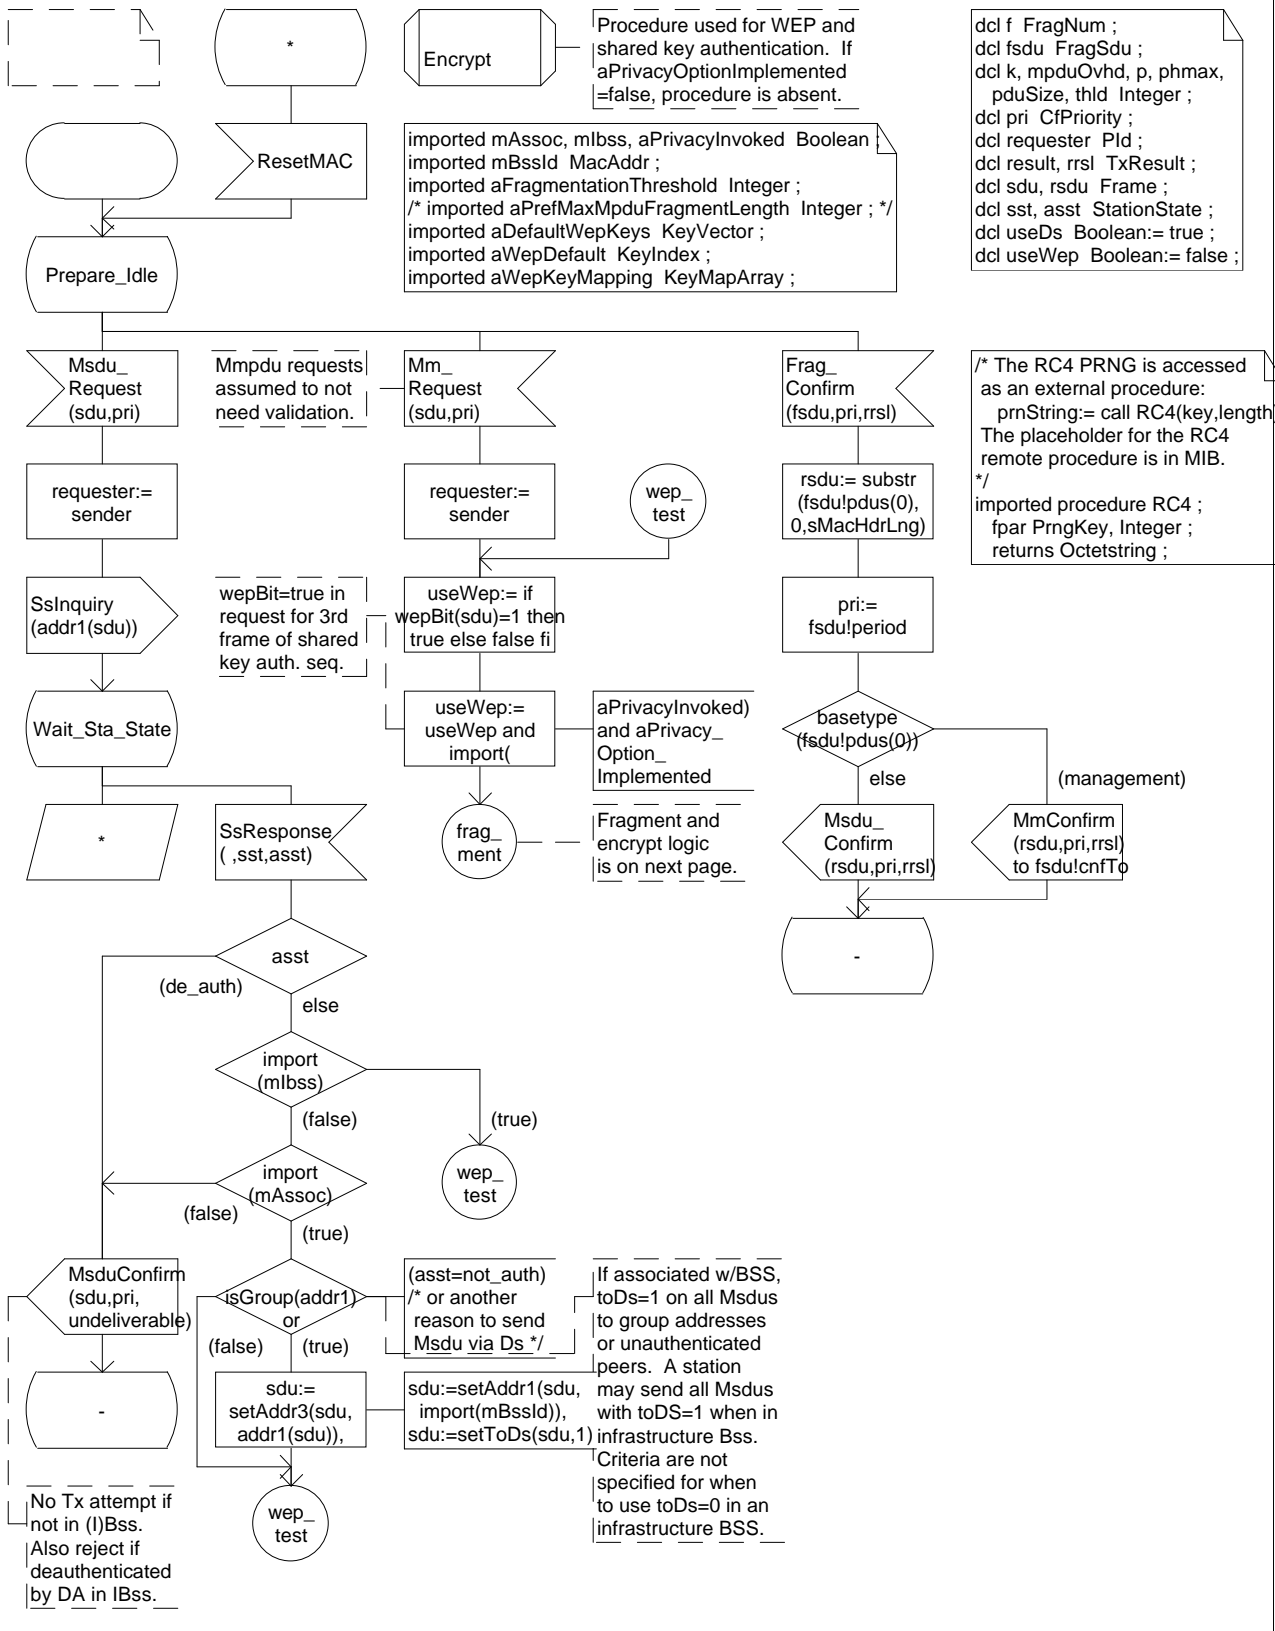 *
Encrypt
Procedure used for WEP and
shared key authentication. If
aPrivacyOptionImplemented
=false, procedure is absent.
dcl f FragNum ;
dcl fsdu FragSdu ;
dcl k, mpduOvhd, p, phmax,
pduSize, thld Integer ;
dcl pri CfPriority ;
dcl requester PId ;
dcl result, rrsl TxResult ;
dcl sdu, rsdu Frame ;
dcl sst, asst StationState ;
dcl useDs Boolean:= true ;
dcl useWep Boolean:= false ;
ResetMAC
imported mAssoc, mIbss, aPrivacyInvoked Boolean ;
imported mBssId MacAddr ;
imported aFragmentationThreshold Integer ;
/* imported aPrefMaxMpduFragmentLength Integer ; */
imported aDefaultWepKeys KeyVector ;
imported aWepDefault KeyIndex ;
imported aWepKeyMapping KeyMapArray ;
Prepare_Idle
Msdu_
Request
(sdu,pri)
Mmpdu requests
assumed to not
need validation.
Mm_
Request
(sdu,pri)
Frag_
Confirm
(fsdu,pri,rrsl)
/* The RC4 PRNG is accessed
as an external procedure:
prnString:= call RC4(key,length)
The placeholder for the RC4
remote procedure is in MIB.
*/
imported procedure RC4 ;
fpar PrngKey, Integer ;
returns Octetstring ;
requester:=
sender
requester:=
sender
wep_
test
rsdu:= substr
(fsdu!pdus(0),
0,sMacHdrLng)
SsInquiry
(addr1(sdu))
wepBit=true in
request for 3rd
frame of shared
key auth. seq.
useWep:= if
wepBit(sdu)=1 then
true else false fi
pri:=
fsdu!period
Wait_Sta_State
useWep:=
useWep and
import(
aPrivacyInvoked)
and aPrivacy_
Option_
Implemented
basetype
(fsdu!pdus(0))
else
(management)
*
SsResponse
( ,sst,asst)
frag_
ment
Fragment and
encrypt logic
is on next page.
Msdu_
Confirm
(rsdu,pri,rrsl)
MmConfirm
(rsdu,pri,rrsl)
to fsdu!cnfTo
asst
(de_auth)
else
-
import
(mIbss)
(false)
(true)
import
(mAssoc)
(false)
(true)
wep_
test
MsduConfirm
(sdu,pri,
undeliverable)
isGroup(addr1)
or
(false)
(true)
(asst=not_auth)
/* or another
reason to send
Msdu via Ds */
If associated w/BSS,
toDs=1 on all Msdus
to group addresses
or unauthenticated
peers. A station
may send all Msdus
with toDS=1 when in
infrastructure Bss.
Criteria are not
specified for when
to use toDs=0 in an
infrastructure BSS.
-
sdu:=
setAddr3(sdu,
addr1(sdu)),
sdu:=setAddr1(sdu,
import(mBssId)),
sdu:=setToDs(sdu,1)
No Tx attempt if
not in (I)Bss.
Also reject if
deauthenticated
by DA in IBss.
wep_
test